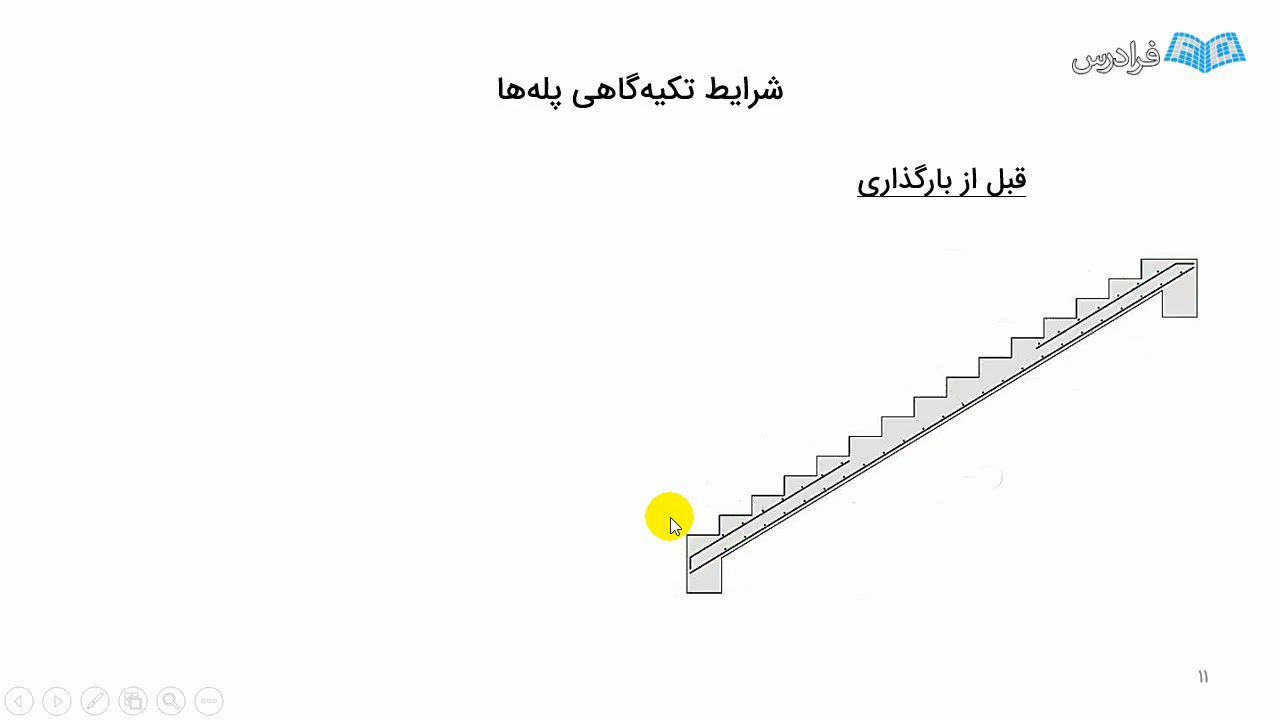 فرادرس
شرایط تکیه‌گاهی پله‌ها
قبل از بارگذاری
۱۱